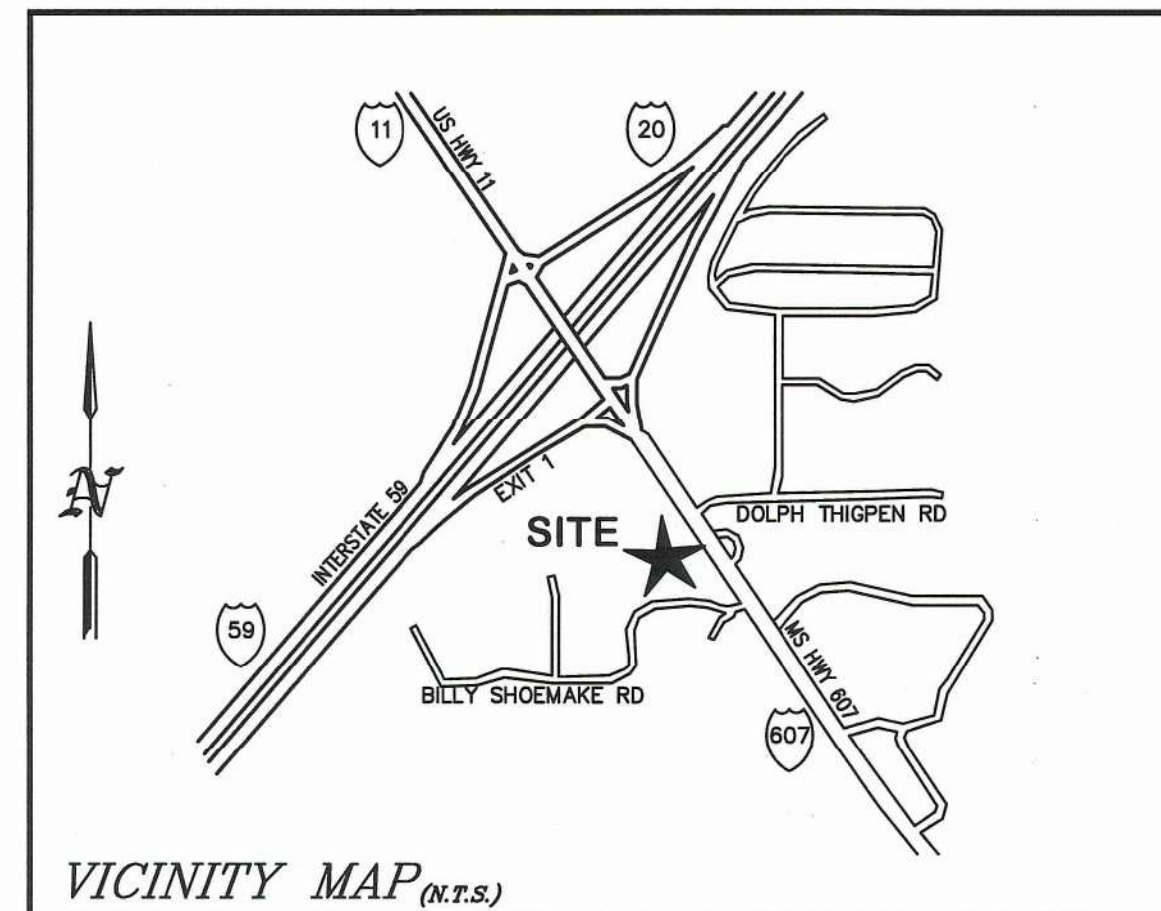 11
US HWY 11
20
EXIT 1
INTERSTATE 59
N
SITE
DOLPH THIGPEN RD
59
BILLY SHOEMAKE RD
MS HWY 607
607
VICINITY MAP (N.T.S.)